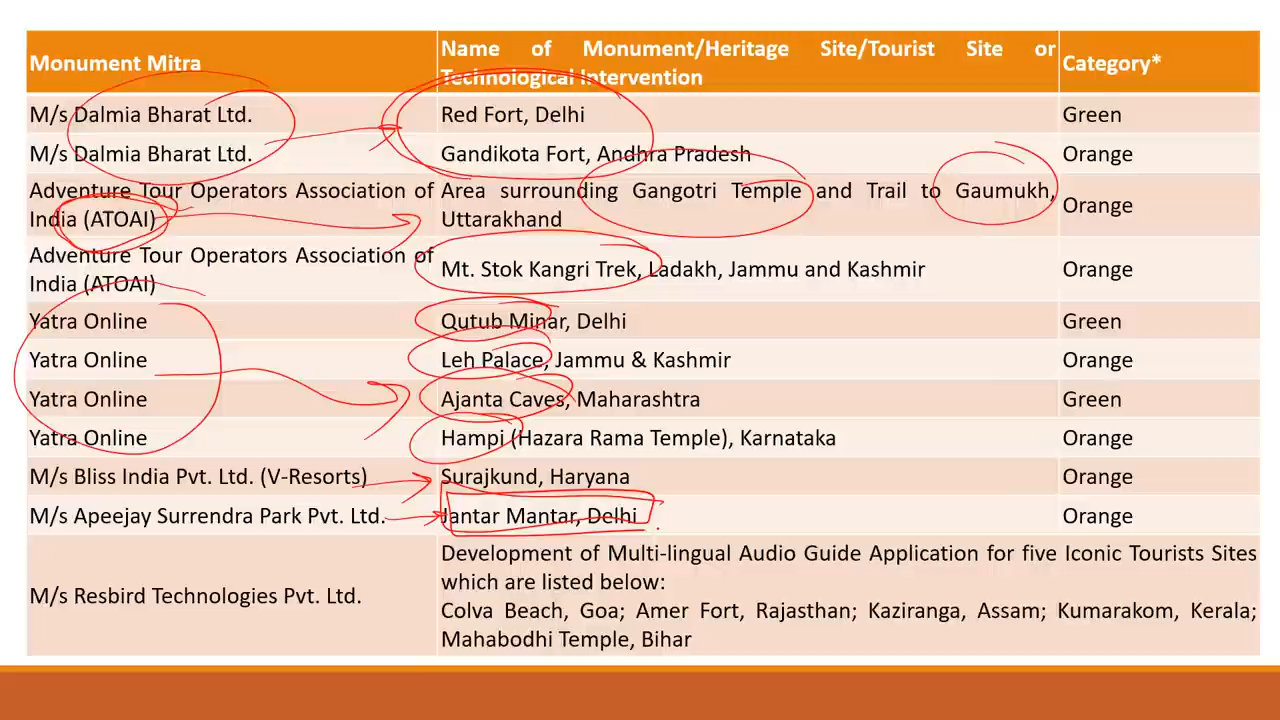 Monument Mitra
Name of Monument/Heritage Site/Tourist Site or
Technological Intervention
Category*
M/s Dalmia Bharat Ltd.
Red Fort, Delhi
Green
M/s Dalmia Bharat Ltd.
Gandikota Fort, Andhra Pradesh
Orange
Adventure Tour Operators Association of
India (ATOAI)
Area surrounding Gangotri Temple and Trail to Gaumukh,
Uttarakhand
Orange
Adventure Tour Operators Association of
India (ATOAI)
Mt. Stok Kangri Trek, Ladakh, Jammu and Kashmir
Orange
Yatra Online
Qutub Minar, Delhi
Green
Yatra Online
Leh Palace, Jammu & Kashmir
Orange
Yatra Online
Ajanta Caves, Maharashtra
Green
Yatra Online
Hampi (Hazara Rama Temple), Karnataka
Orange
M/s Bliss India Pvt. Ltd. (V-Resorts)
Surajkund, Haryana
Orange
M/s Apeejay Surrendra Park Pvt. Ltd.
Jantar Mantar, Delhi
Orange
M/s Resbird Technologies Pvt. Ltd.
Development of Multi-lingual Audio Guide Application for five Iconic Tourists Sites
which are listed below:
Colva Beach, Goa; Amer Fort, Rajasthan; Kaziranga, Assam; Kumarakom, Kerala;
Mahabodhi Temple, Bihar